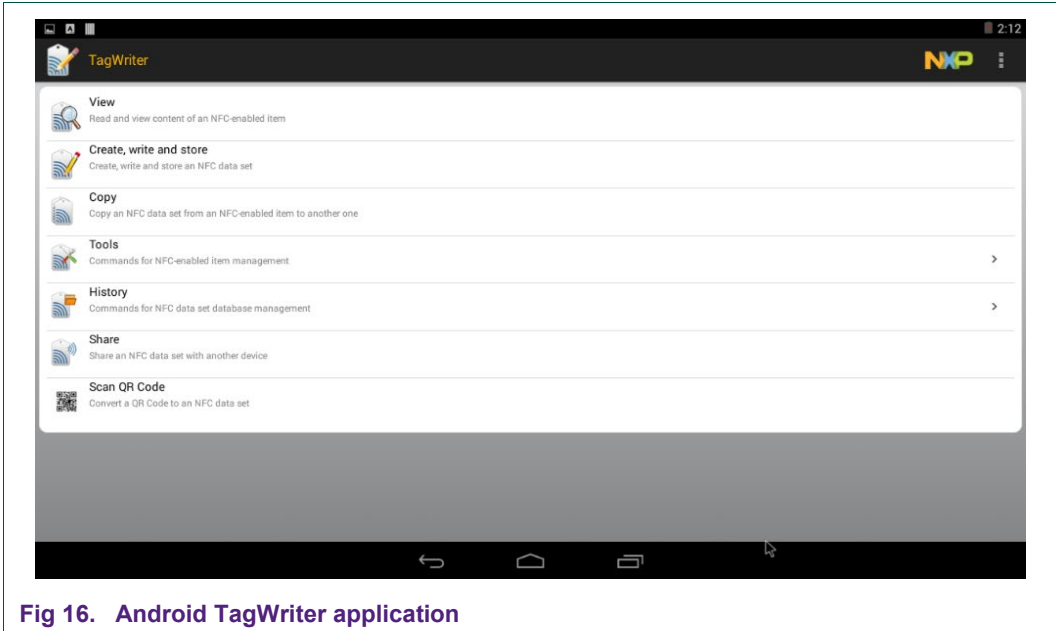 2:12
TagWriter
NXP
View
Read and view content of an NFC-enabled item
Create, write and store
Create, write and store an NFC data set
Copy
Copy an NFC data set from an NFC-enabled item to another one
Tools
Commands for NFC-enabled item management
History
Commands for NFC data set database management
Share
Share an NFC data set with another device
Scan QR Code
Convert a QR Code to an NFC data set
Fig 16. Android TagWriter application